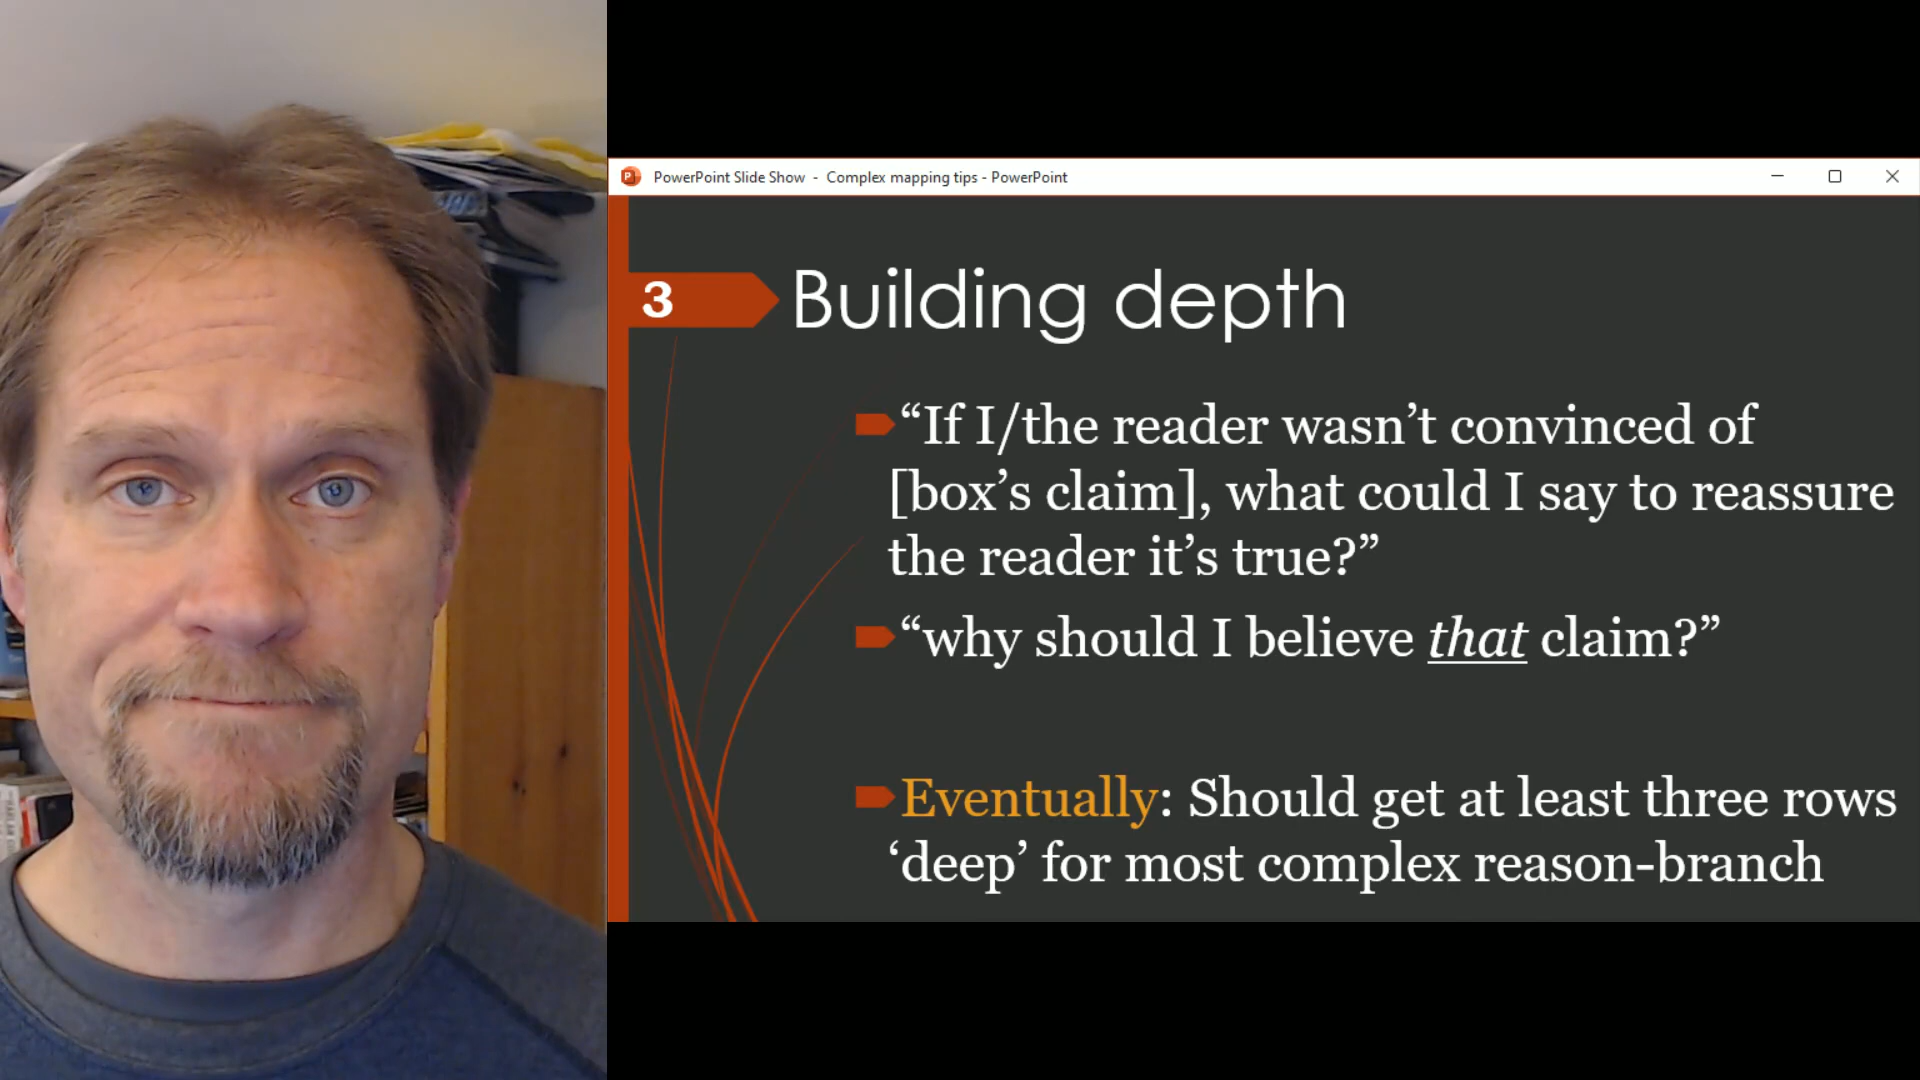 PowerPoint Slide Show - Complex mapping tips - PowerPoint
3
Building depth
“If I/the reader wasn’t convinced of
[box’s claim], what could I say to reassure
the reader it’s true?”
“why should I believe that claim?”
Eventually: Should get at least three rows
‘deep’ for most complex reason-branch